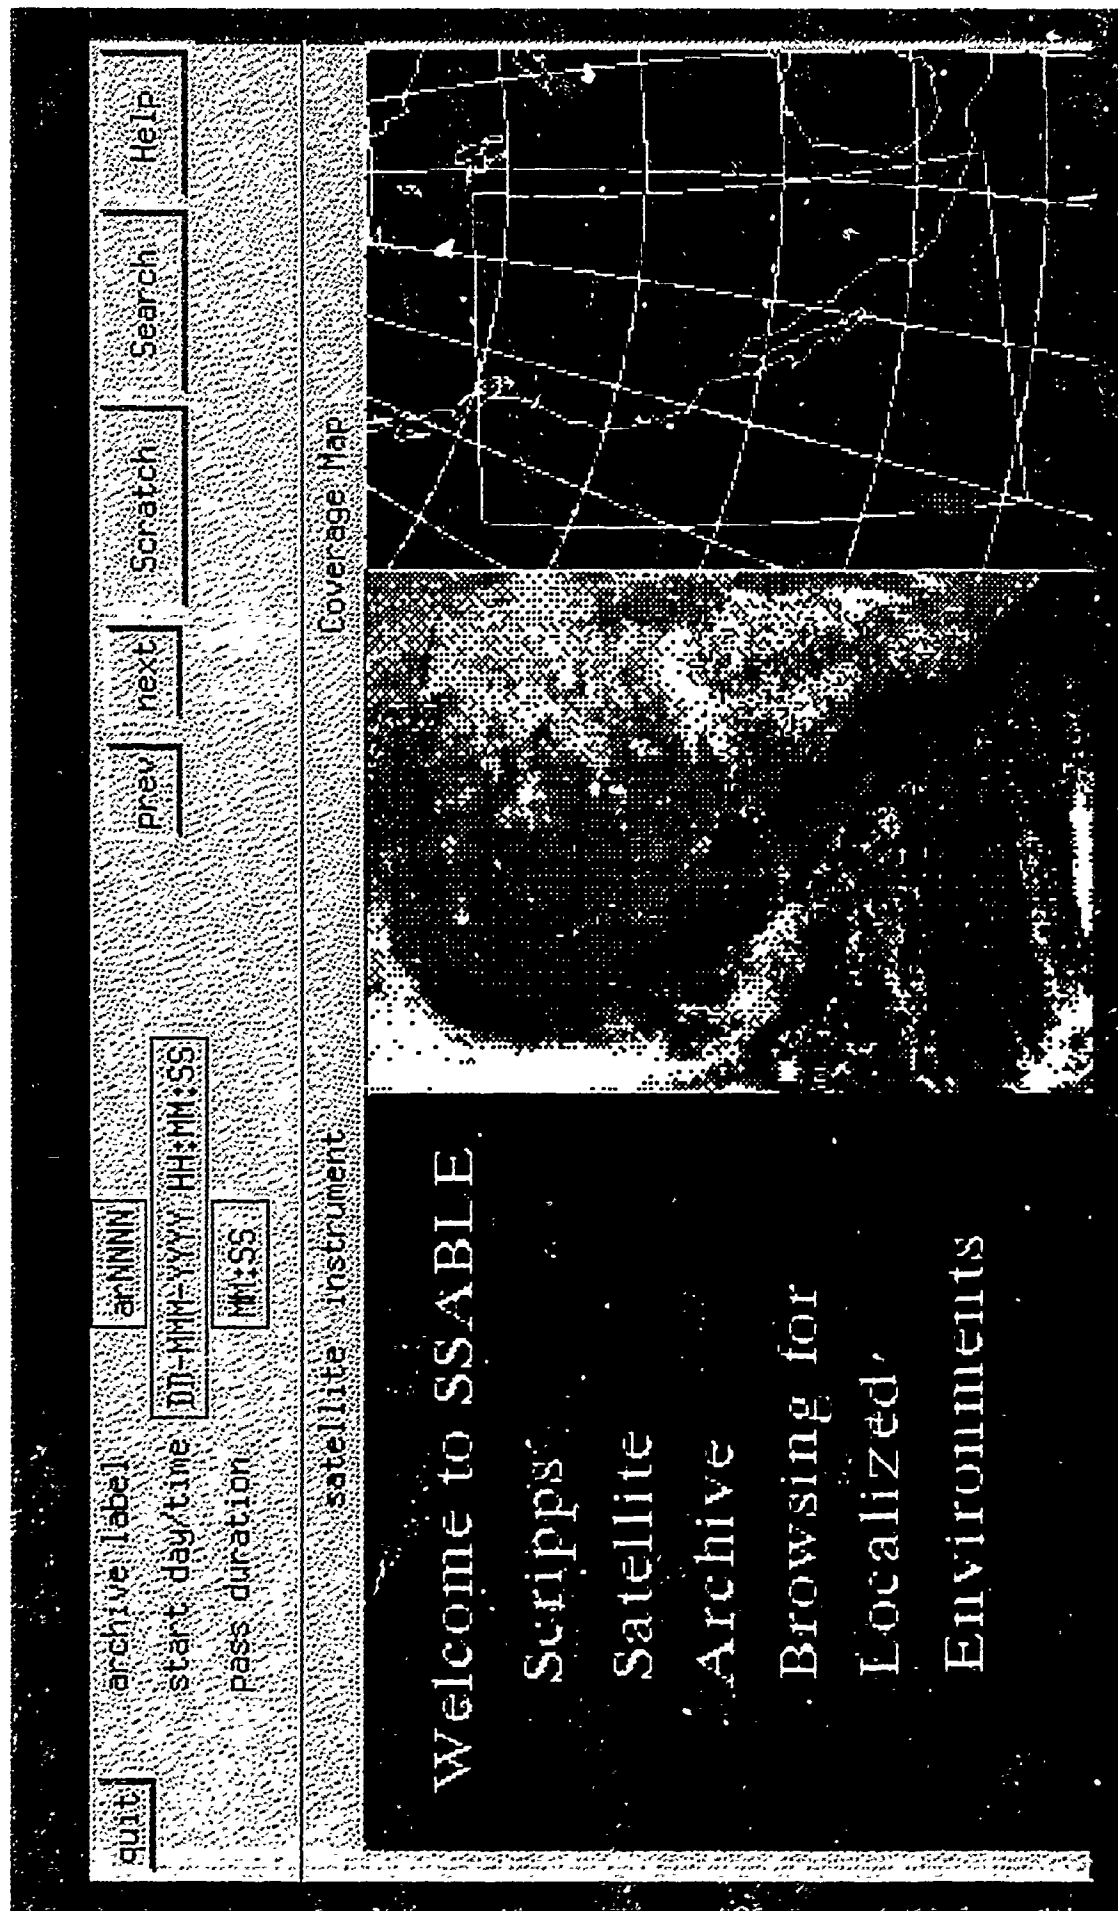 quit
archive label arNNNN
start day/time DD-MMM-YYYY HH:MM:SS
pass duration MM:SS
prev next Scratch Search Help
satellite instrument
Coverage Map
Welcome to SSABLE
Scripps
Satellite
Archive
Browsing for
Localized
Environments